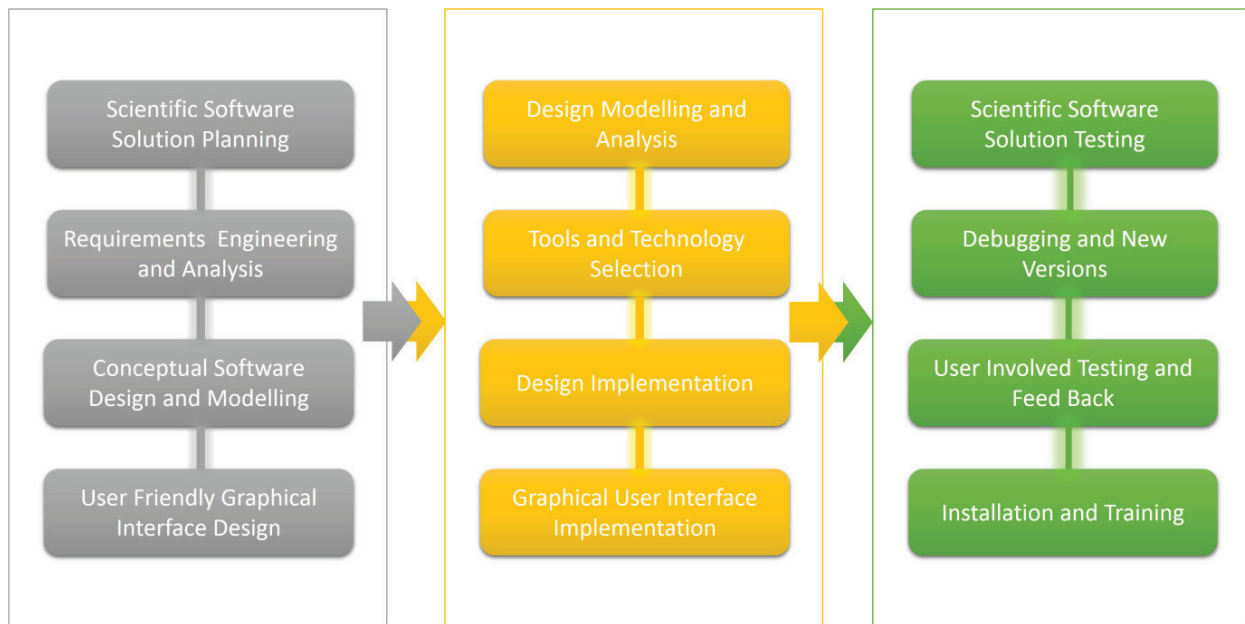 Scientific Software
Solution Planning
Requirements  Engineering
and Analysis
Conceptual Software
Design and Modelling
User Friendly Graphical
Interface Design
Design Modelling and
Analysis
Tools and Technology
Selection
Design Implementation
Graphical User Interface
Implementation
Scientific Software
Solution Testing
Debugging and New
Versions
User Involved Testing and
Feed Back
Installation and Training